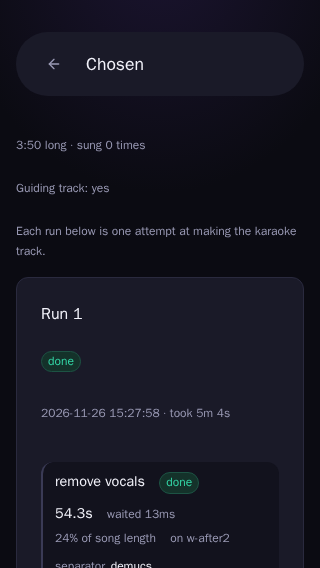 Chosen
3:50 long · sung 0 times
Guiding track: yes
Each run below is one attempt at making the karaoke
track.
Run 1
done
2026-11-26 15:27:58 · took 5m 4s
remove vocals done
54.3s waited 13ms
24% of song length on w-after2
separator demucs